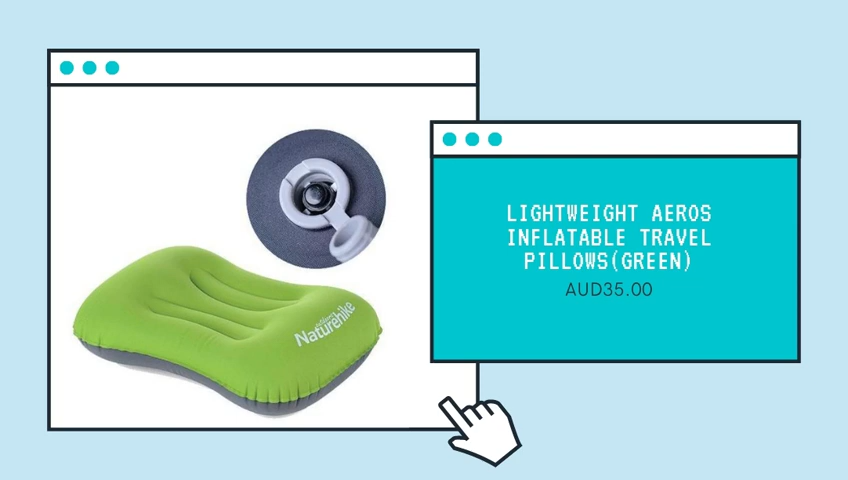 Naturehike
LIGHTWEIGHT AEROS
INFLATABLE TRAVEL
PILLOWS(GREEN)
AUD35.00